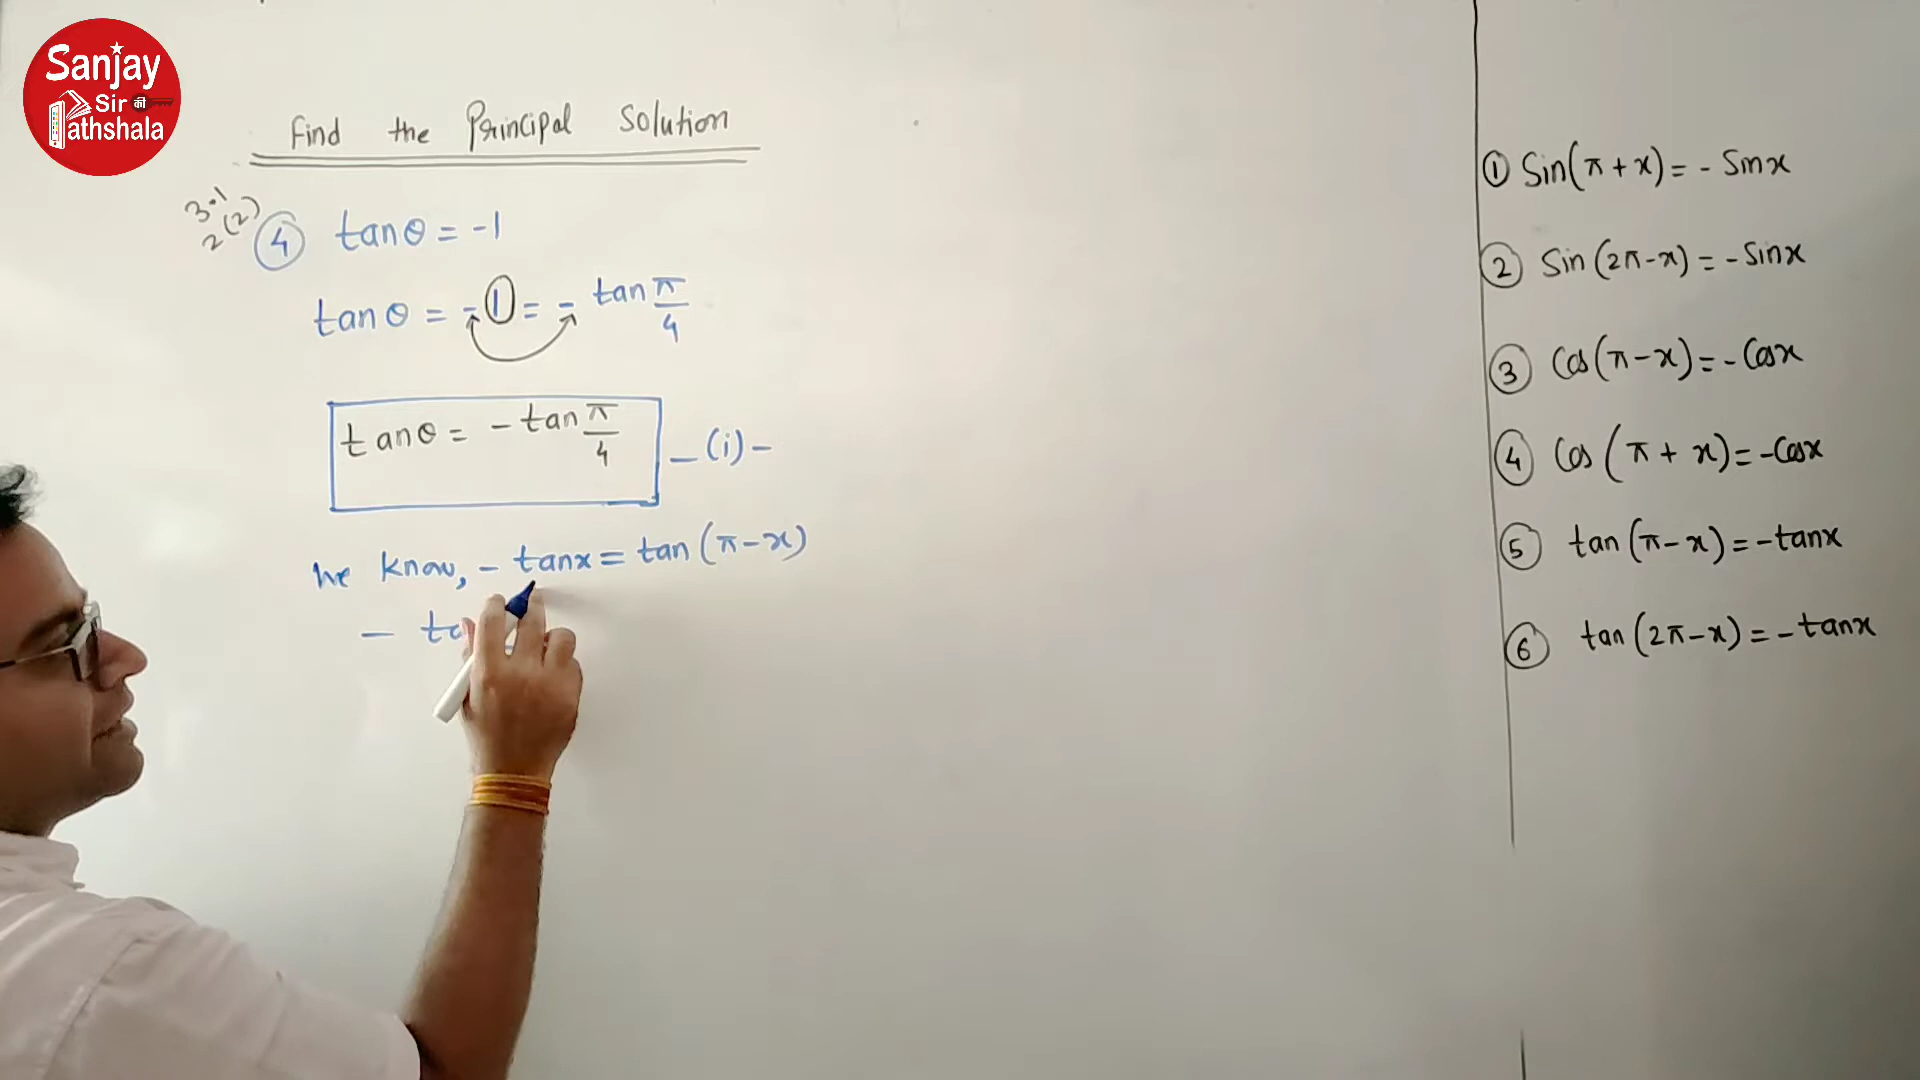 Sanjay
Sir की
Pathshala
Find the Principal Solution
3.1
2(2)
④ tanθ = -1
tanθ = -1 = - tan π/4
tanθ = - tan π/4 - (i) -
We know, - tanx = tan(π-x)
- ta
① Sin(π+x) = - Sinx
② Sin(2π-x) = - Sinx
③ Cos(π-x) = - Cosx
④ Cos(π+x) = -Cosx
⑤ tan(π-x) = -tanx
⑥ tan(2π-x) = - tanx